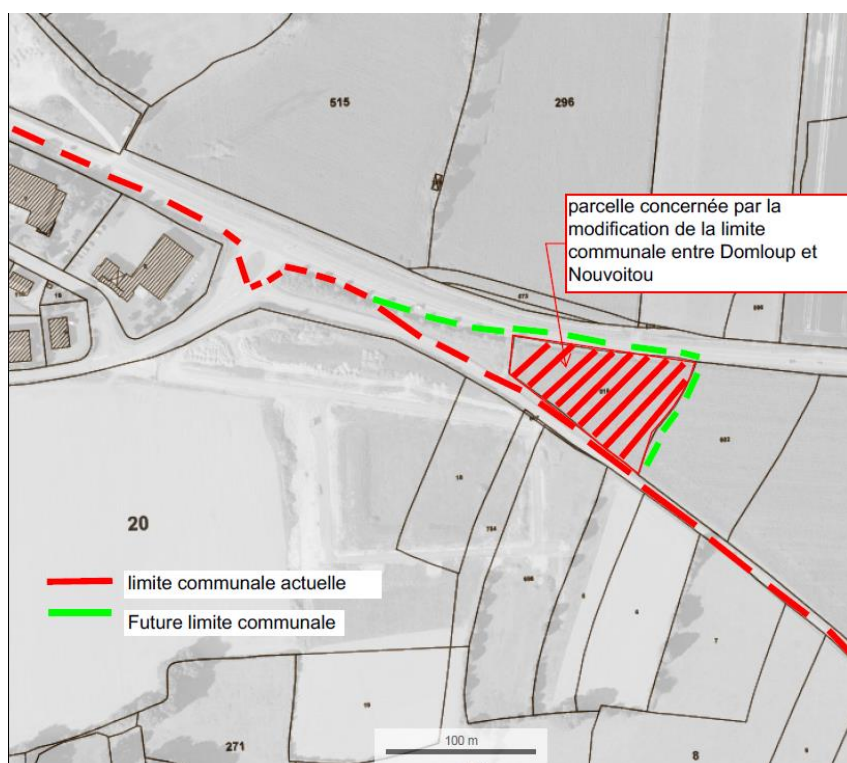 515
296
parcelle concernée par la
modification de la limite
communale entre Domloup et
Nouvoitou
20
limite communale actuelle
Future limite communale
271
100 m
7
8